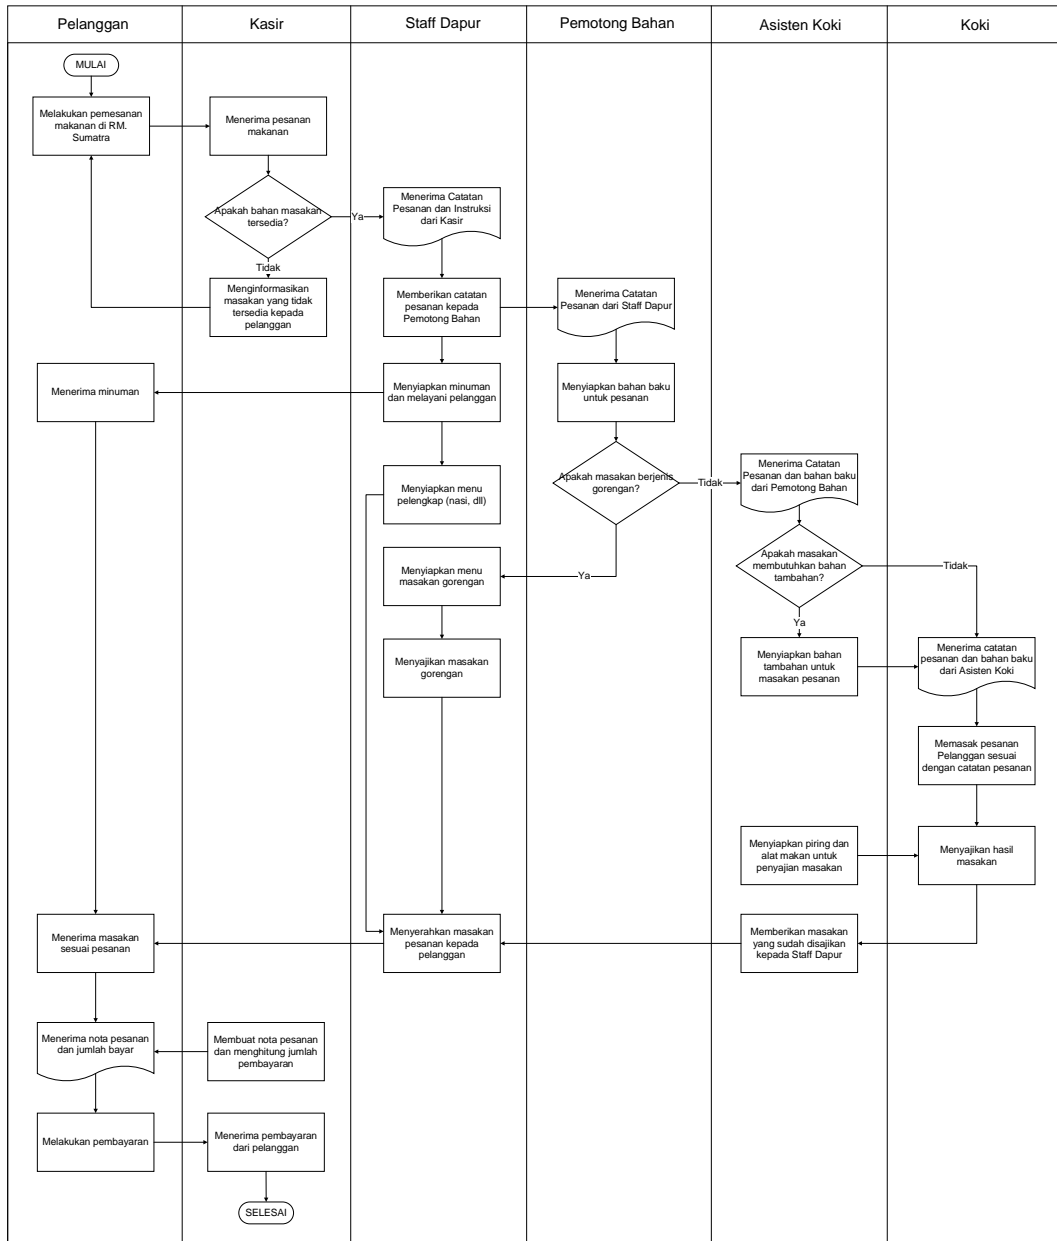 Pelanggan
Kasir
Staff Dapur
Pemotong Bahan
Asisten Koki
Koki
MULAI
Melakukan pemesanan
makanan di RM.
Sumatra
Menerima pesanan
makanan
Apakah bahan masakan
tersedia?
Ya
Menerima Catatan
Pesanan dan Instruksi
dari Kasir
Tidak
Menginformasikan
masakan yang tidak
tersedia kepada
pelanggan
Memberikan catatan
pesanan kepada
Pemotong Bahan
Menerima Catatan
Pesanan dari Staff Dapur
Menerima minuman
Menyiapkan minuman
dan melayani pelanggan
Menyiapkan bahan baku
untuk pesanan
Menyiapkan menu
pelengkap (nasi, dll)
Apakah masakan berjenis
gorengan?
Tidak
Menerima Catatan
Pesanan dan bahan baku
dari Pemotong Bahan
Menyiapkan menu
masakan gorengan
Ya
Apakah masakan
membutuhkan bahan
tambahan?
Tidak
Ya
Menyajikan masakan
gorengan
Menyiapkan bahan
tambahan untuk
masakan pesanan
Menerima catatan
pesanan dan bahan baku
dari Asisten Koki
Memasak pesanan
Pelanggan sesuai
dengan catatan pesanan
Menyiapkan piring dan
alat makan untuk
penyajian masakan
Menyajikan hasil
masakan
Menerima masakan
sesuai pesanan
Menyerahkan masakan
pesanan kepada
pelanggan
Memberikan masakan
yang sudah disajikan
kepada Staff Dapur
Menerima nota pesanan
dan jumlah bayar
Membuat nota pesanan
dan menghitung jumlah
pembayaran
Melakukan pembayaran
Menerima pembayaran
dari pelanggan
SELESAI